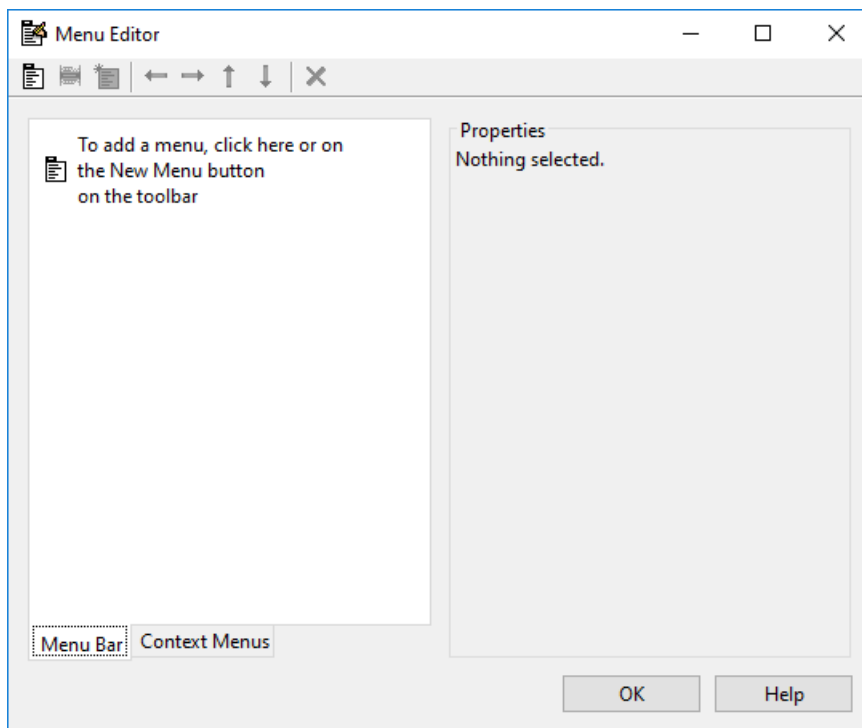 Menu Editor
To add a menu, click here or on
the New Menu button
on the toolbar
Properties
Nothing selected.
Menu Bar
Context Menus
OK
Help